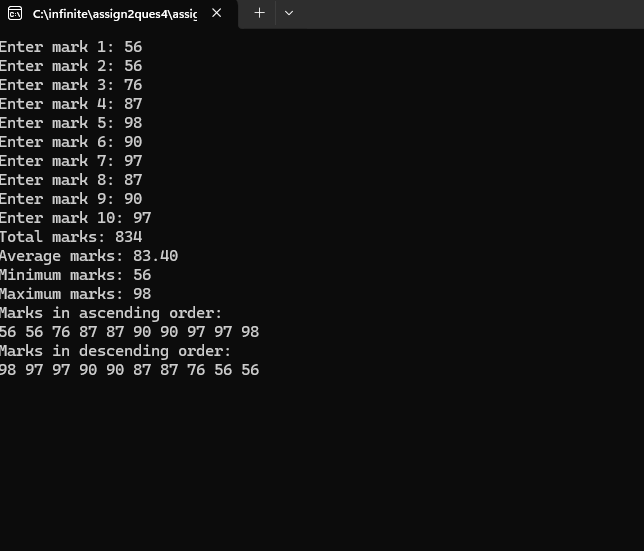 C:\infinite\assign2ques4\assig
Enter mark 1: 56
Enter mark 2: 56
Enter mark 3: 76
Enter mark 4: 87
Enter mark 5: 98
Enter mark 6: 90
Enter mark 7: 97
Enter mark 8: 87
Enter mark 9: 90
Enter mark 10: 97
Total marks: 834
Average marks: 83.40
Minimum marks: 56
Maximum marks: 98
Marks in ascending order:
56 56 76 87 87 90 90 97 97 98
Marks in descending order:
98 97 97 90 90 87 87 76 56 56